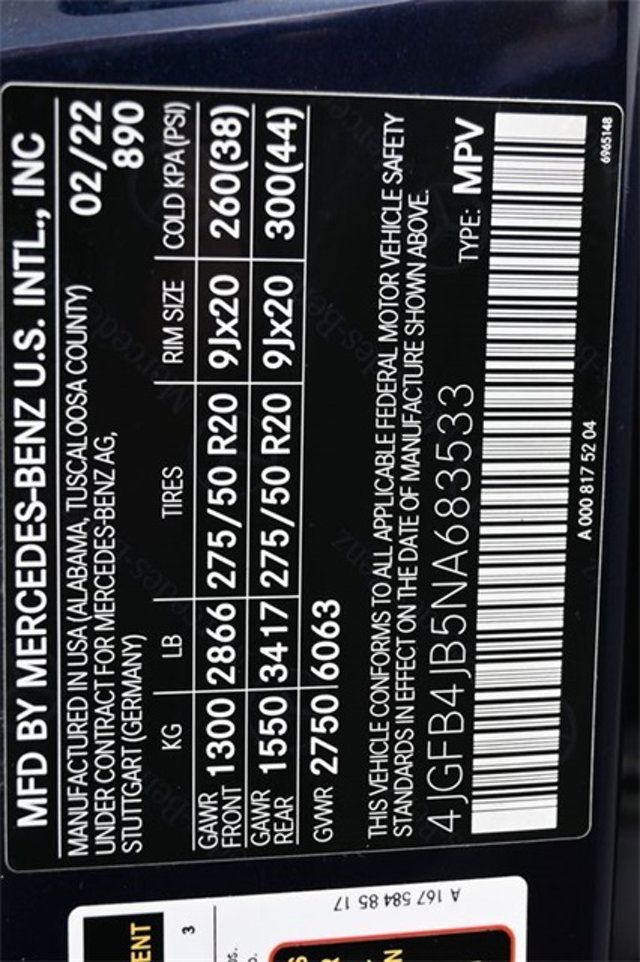 MFD BY MERCEDES-BENZ U.S. INTL., INC
MANUFACTURED IN USA (ALABAMA, TUSCALOOSA COUNTY) 02/22
UNDER CONTRACT FOR MERCEDES-BENZ AG, 890
STUTTGART (GERMANY)
KG LB TIRES RIM SIZE COLD KPA (PSI)
GAWR FRONT 1300 2866 275/50 R20 9Jx20 260(38)
GAWR REAR 1550 3417 275/50 R20 9Jx20 300(44)
GVWR 2750 6063
THIS VEHICLE CONFORMS TO ALL APPLICABLE FEDERAL MOTOR VEHICLE SAFETY
STANDARDS IN EFFECT ON THE DATE OF MANUFACTURE SHOWN ABOVE.
4JGFB4JB5NA683533 TYPE: MPV
A 000 817 52 04
6965148
A 167 584 85 17
ENT
3